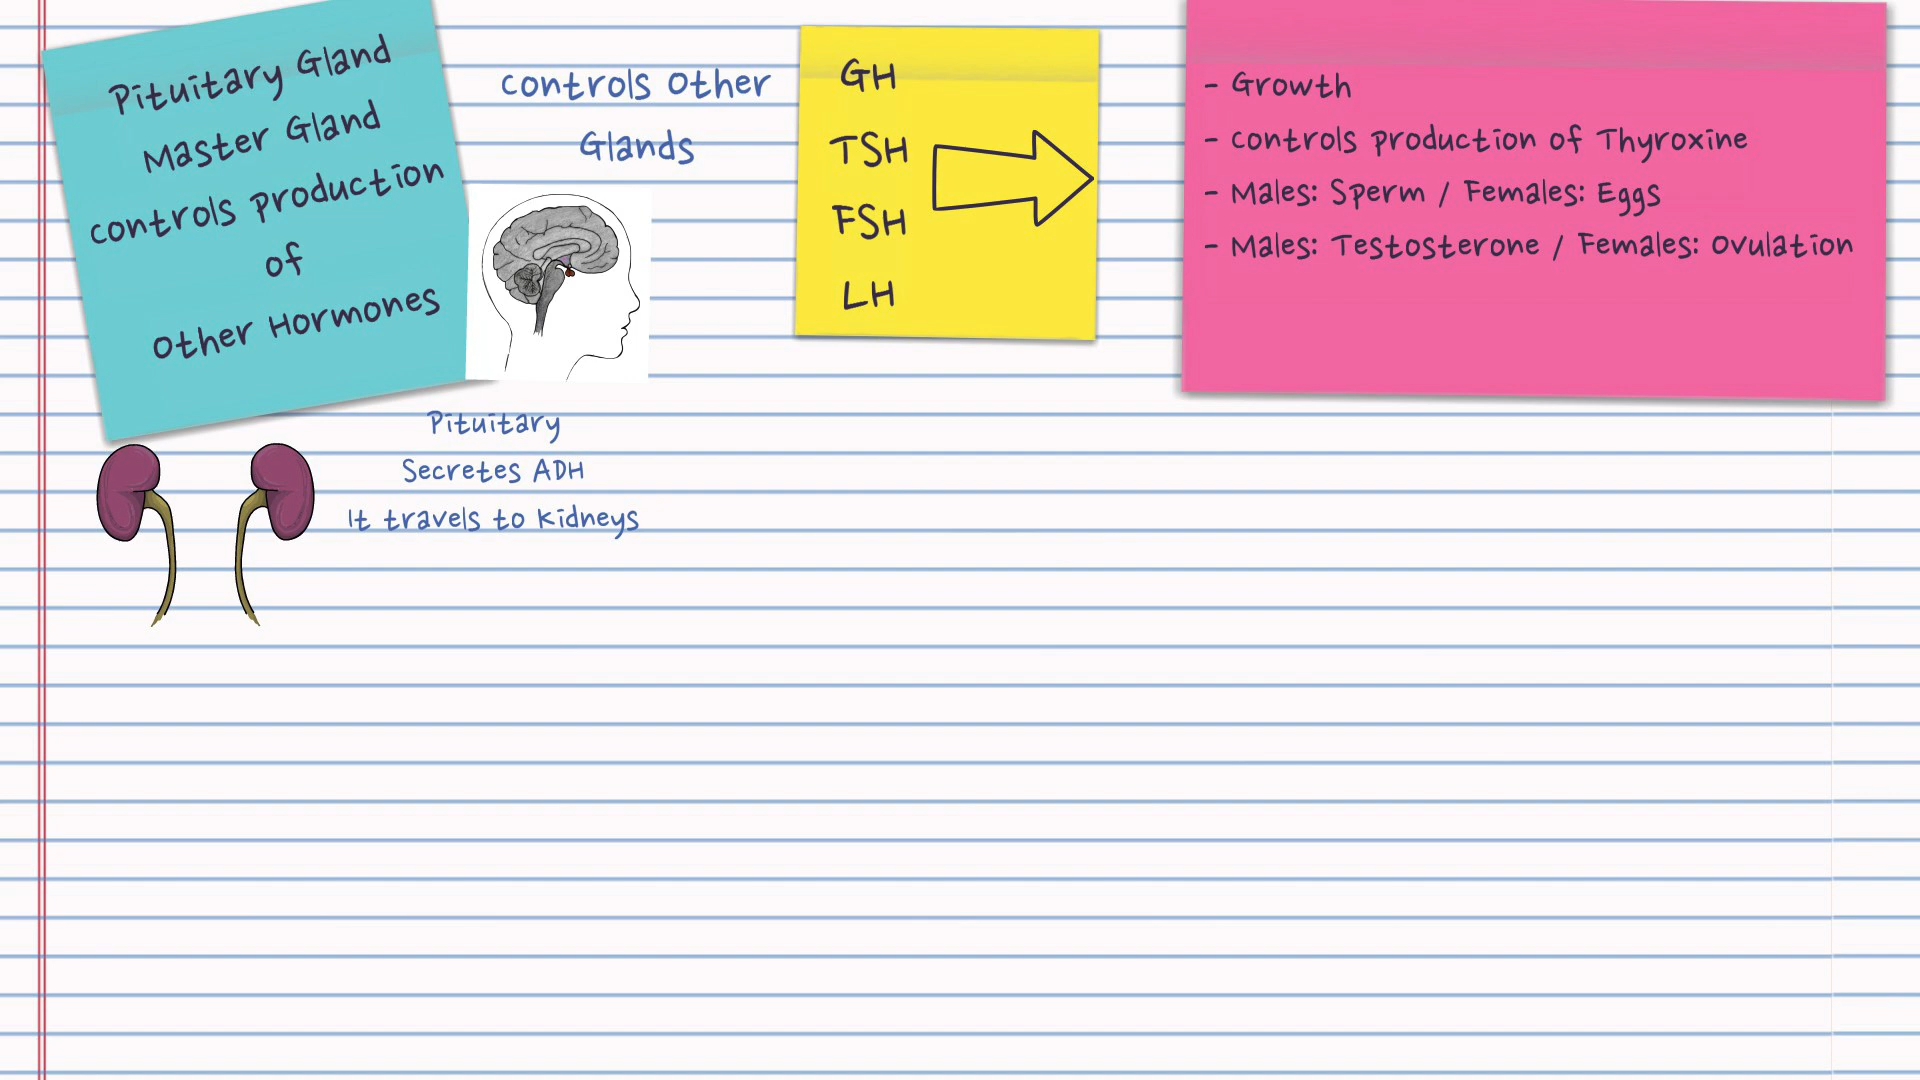 Pituitary Gland
Master Gland
controls production
of
Other Hormones
controls Other
Glands
GH
TSH
FSH
LH
- Growth
- controls production of Thyroxine
- Males: Sperm / Females: Eggs
- Males: Testosterone / Females: Ovulation
Pituitary
Secretes ADH
It travels to kidneys